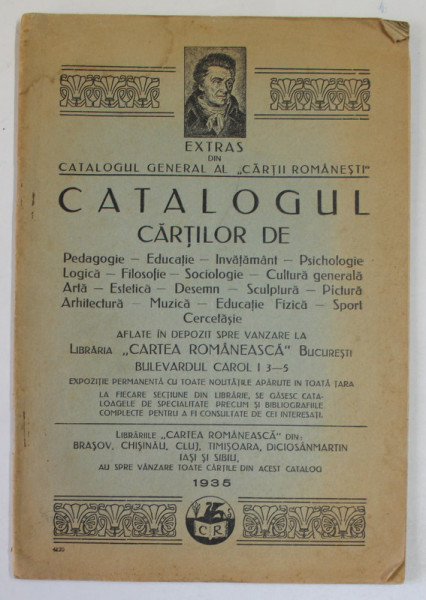 EXTRAS
DIN
CATALOGUL GENERAL AL „CĂRȚII ROMÂNEȘTI"
CATALOGUL
CĂRȚILOR DE
Pedagogie — Educație — Invățământ — Psichologie
Logică — Filosofie — Sociologie — Cultură generală
Artă — Estetică — Desemn — Sculptură — Pictură
Arhitectură — Muzică — Educație Fizică — Sport
Cercetășie
AFLATE ÎN DEPOZIT SPRE VANZARE LA
LIBRĂRIA „CARTEA ROMÂNEASCĂ" BUCUREȘTI
BULEVARDUL CAROL I 3—5
EXPOZIȚIE PERMANENTĂ CU TOATE NOUTĂȚILE APĂRUTE IN TOATĂ ȚARA
LA FIECARE SECȚIUNE DIN LIBRĂRIE, SE GĂSESC CATA-
LOAGELE DE SPECIALITATE PRECUM ȘI BIBLIOGRAFIILE
COMPLECTE PENTRU A FI CONSULTATE DE CEI INTERESAȚI.
LIBRĂRIILE „CARTEA ROMÂNEASCĂ" DIN:
BRAȘOV, CHIȘINĂU, CLUJ, TIMIȘOARA, DICIOSÂNMARTIN
IAȘI ȘI SIBIU,
AU SPRE VÂNZARE TOATE CĂRȚILE DIN ACEST CATALOG
1935
C R